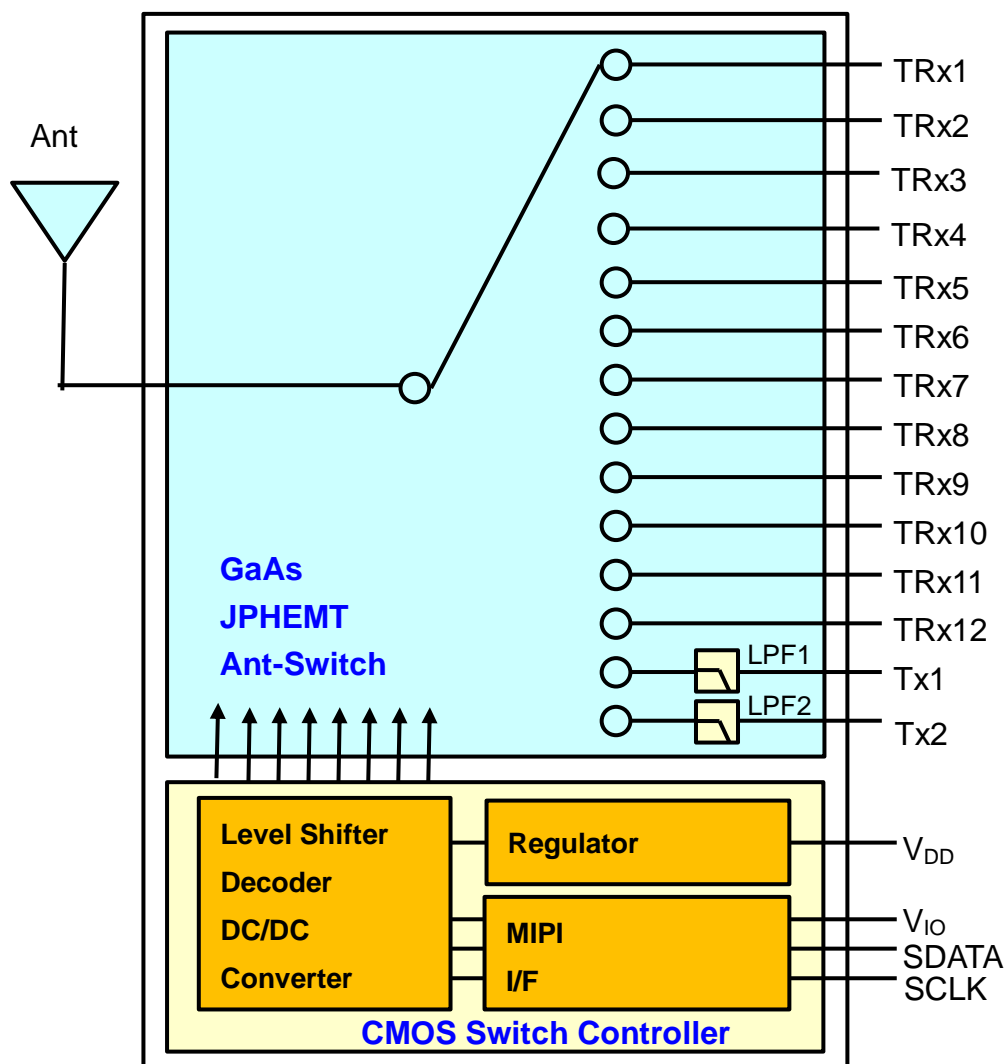 Ant
TRx1
TRx2
TRx3
TRx4
TRx5
TRx6
TRx7
TRx8
TRx9
TRx10
TRx11
TRx12
LPF1
Tx1
LPF2
Tx2
GaAs
JPHEMT
Ant-Switch
Level Shifter
Decoder
DC/DC
Converter
Regulator
MIPI
I/F
VDD
VIO
SDATA
SCLK
CMOS Switch Controller